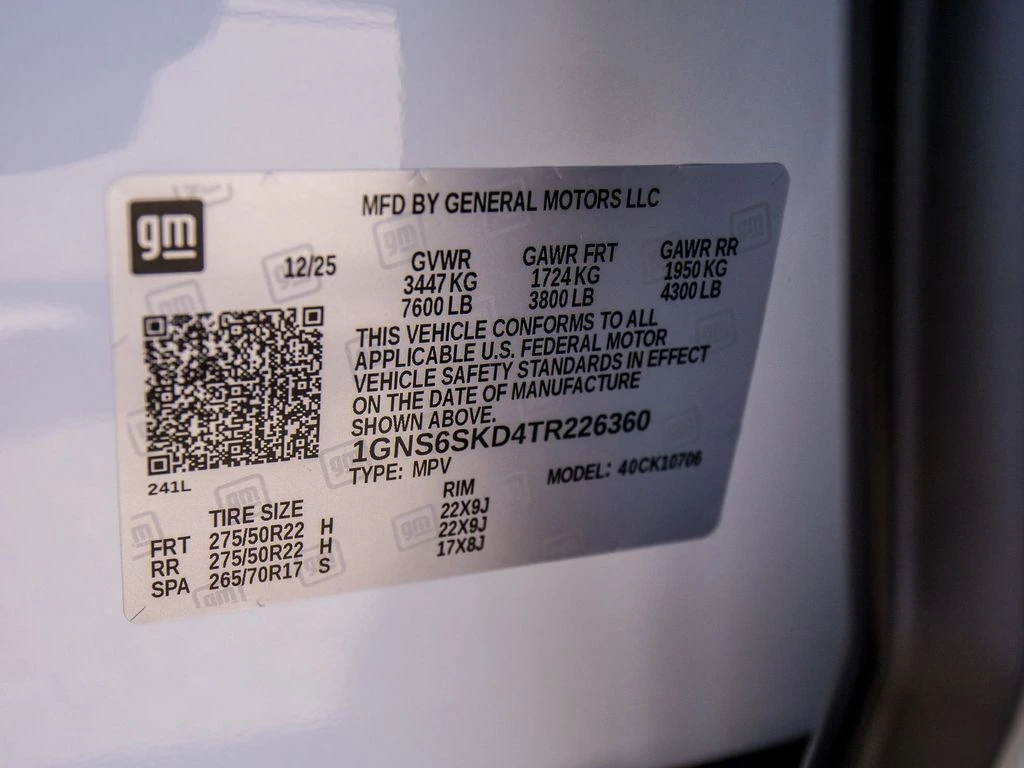 gm
MFD BY GENERAL MOTORS LLC
12/25 GVWR GAWR FRT GAWR RR
3447 KG 1724 KG 1950 KG
7600 LB 3800 LB 4300 LB
THIS VEHICLE CONFORMS TO ALL
APPLICABLE U.S. FEDERAL MOTOR
VEHICLE SAFETY STANDARDS IN EFFECT
ON THE DATE OF MANUFACTURE
SHOWN ABOVE.
1GNS6SKD4TR226360
TYPE: MPV MODEL: 40CK10706
241L
TIRE SIZE RIM
FRT 275/50R22 H 22X9J
RR 275/50R22 H 22X9J
SPA 265/70R17 S 17X8J